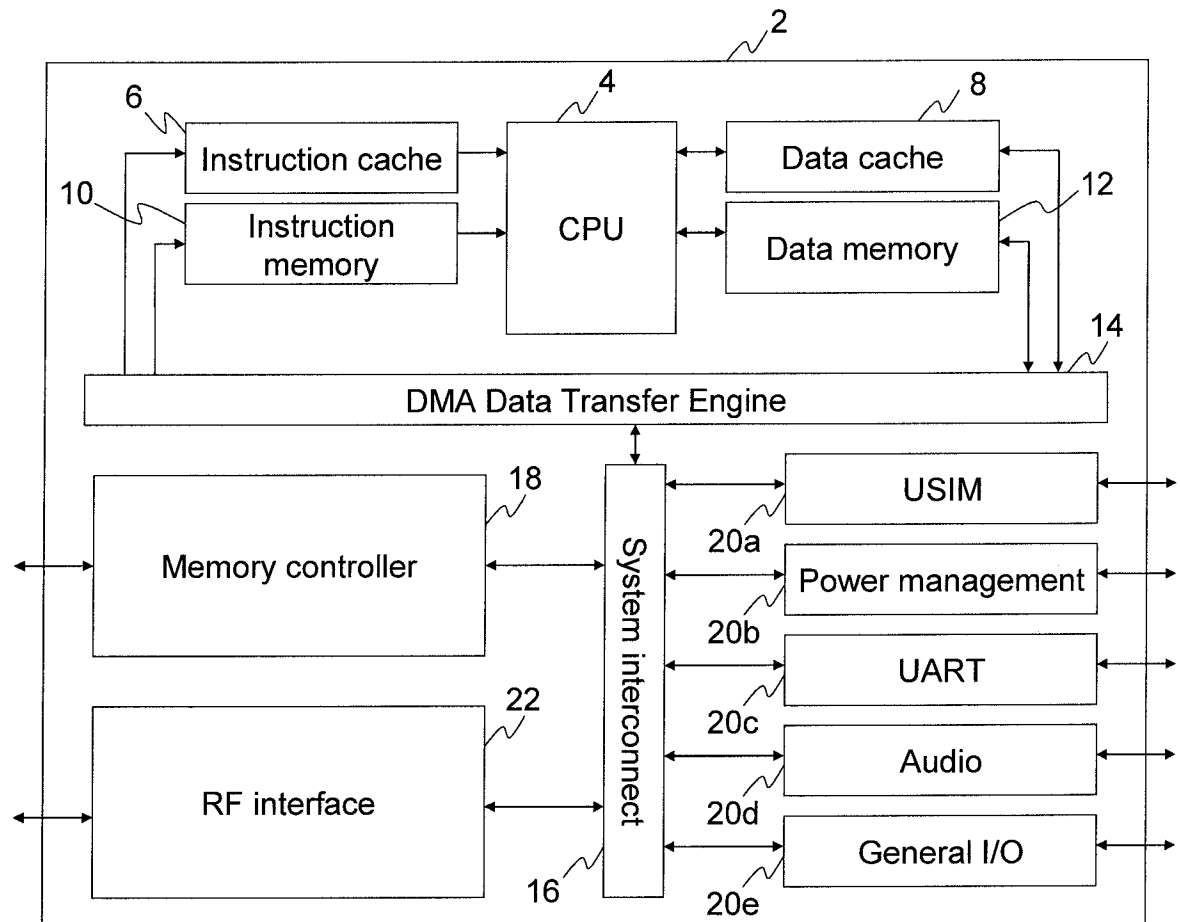 2
6
4
8
Instruction cache
Data cache
10
12
CPU
Instruction
memory
Data memory
14
DMA Data Transfer Engine
18
USIM
20a
Memory controller
System interconnect
Power management
20b
UART
22
20c
Audio
RF interface
20d
General I/O
16
20e